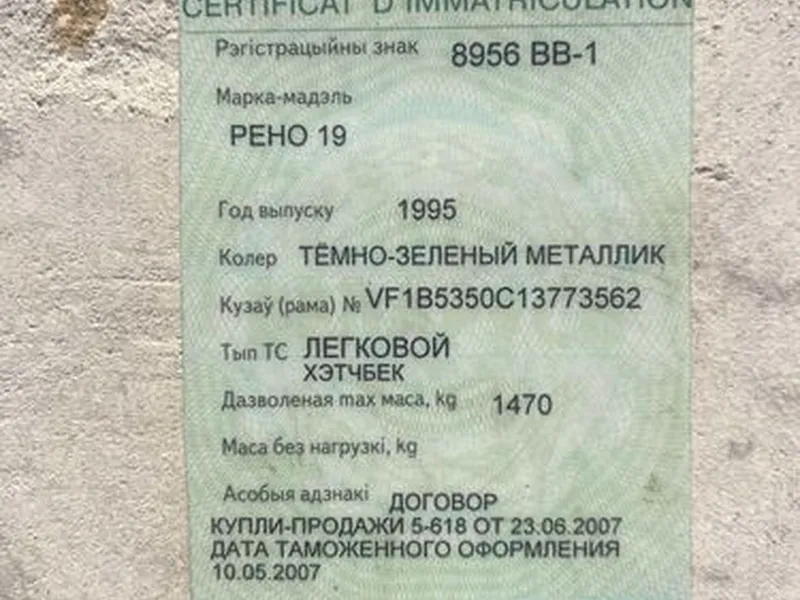 CERTIFICAT D'IMMATRICULATION
Рэгістрацыйны знак 8956 BB-1
Марка-мадэль
РЕНО 19
Год выпуску 1995
Колер ТЁМНО-ЗЕЛЕНЫЙ МЕТАЛЛИК
Кузаў (рама) № VF1B5350C13773562
Тып ТС ЛЕГКОВОЙ
ХЭТЧБЕК
Дазволеная max маса, kg 1470
Маса без нагрузкі, kg
Асобыя адзнакі ДОГОВОР
КУПЛИ-ПРОДАЖИ 5-618 ОТ 23.06.2007
ДАТА ТАМОЖЕННОГО ОФОРМЛЕНИЯ
10.05.2007